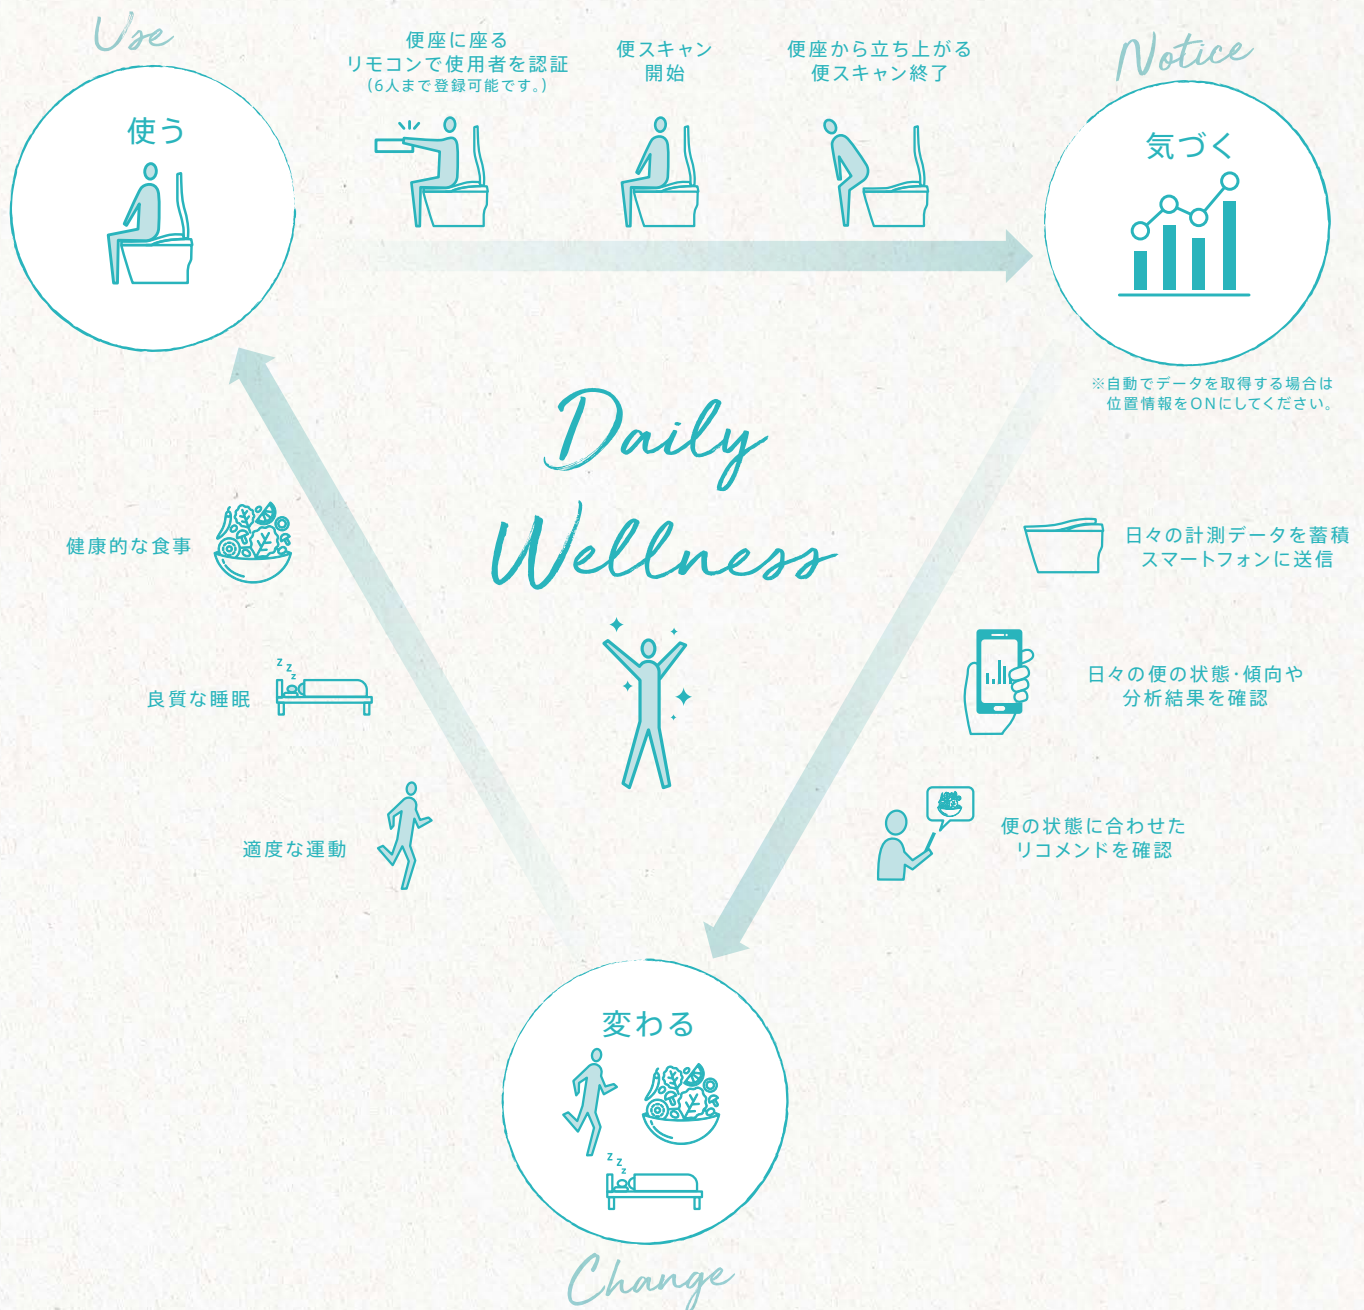 Use
使う
便座に座る
リモコンで使用者を認証
(6人まで登録可能です。)
便スキャン
開始
便座から立ち上がる
便スキャン終了
Notice
気づく
※自動でデータを取得する場合は
位置情報をONにしてください。
Daily
Wellness
日々の計測データを蓄積
スマートフォンに送信
日々の便の状態・傾向や
分析結果を確認
便の状態に合わせた
リコメンドを確認
変わる
z z z
Change
適度な運動
良質な睡眠
z z z
健康的な食事